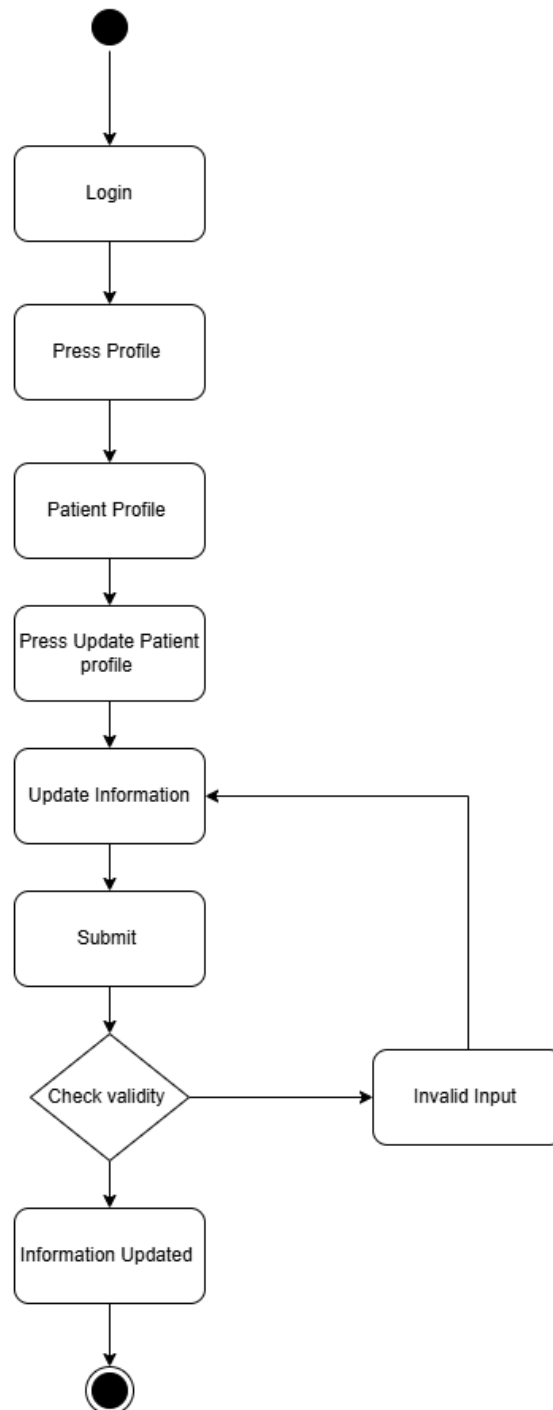 Login
Press Profile
Patient Profile
Press Update Patient
profile
Update Information
Submit
Check validity
Invalid Input
Information Updated